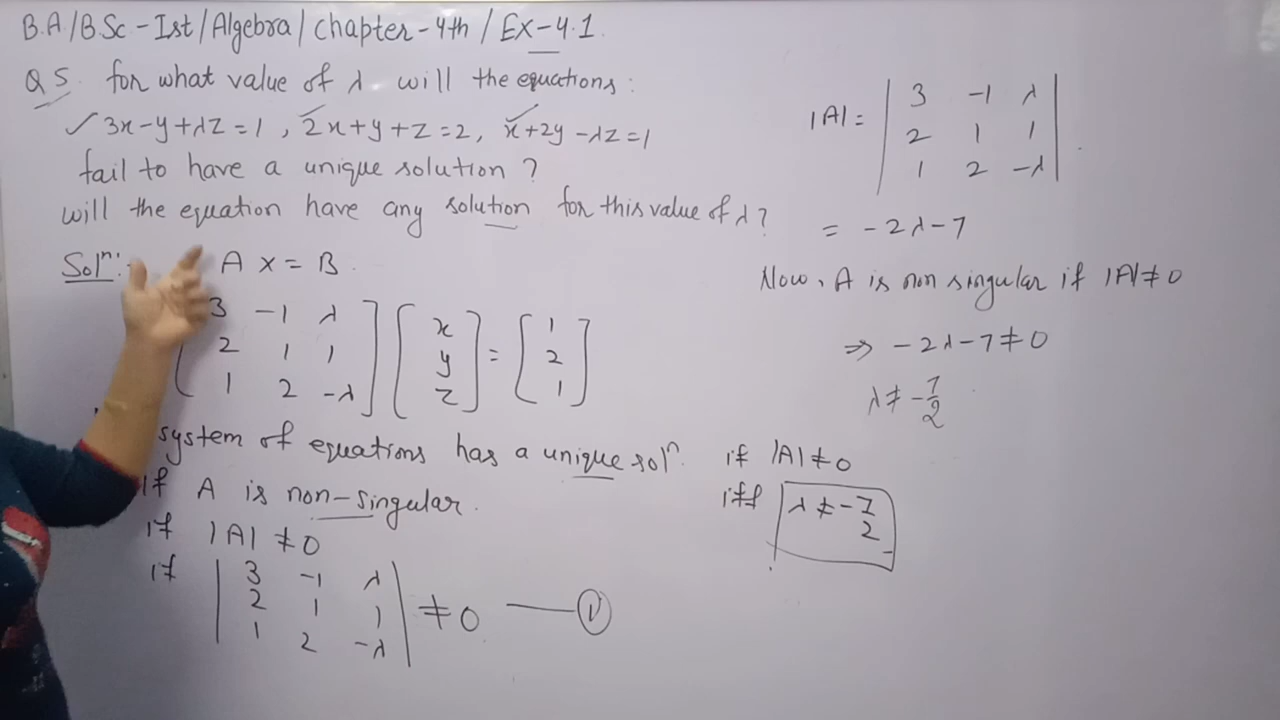 B.A/B.Sc-Ist/Algebra/Chapter-4th/Ex-4.1.
Q5. for what value of λ will the equations:
✓3x-y+λz=1, 2x+y+z=2, x+2y-λz=1
fail to have a unique solution?
will the equation have any solution for this value of λ?
Solⁿ:- A x = B.
3 -1 λ ] [ x ] = [ 1 ]
2 1 1 y 2
1 2 -λ z 1
system of equations has a unique solⁿ.
if A is non-singular.
if |A| ≠ 0
if | 3 -1 λ |
2 1 1 ≠ 0 —— ①
1 2 -λ
|A| = | 3 -1 λ |
2 1 1
1 2 -λ
= -2λ-7
Now, A is non singular if |A| ≠ 0
⇒ -2λ-7 ≠ 0
λ ≠ -7/2
if |A| ≠ 0
iff λ ≠ -7/2